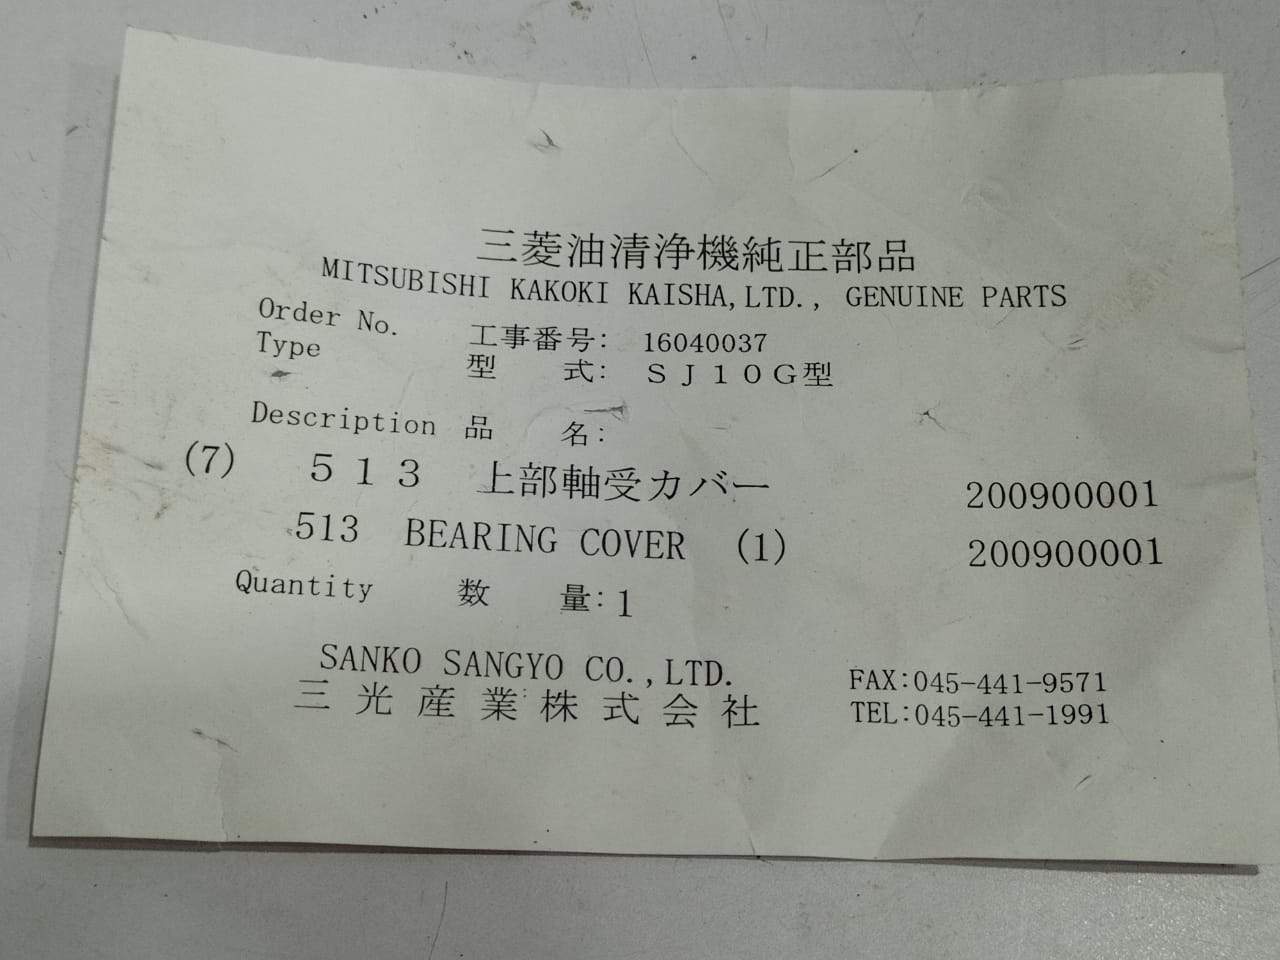 三菱油清浄機純正部品
MITSUBISHI KAKOKI KAISHA,LTD., GENUINE PARTS
Order No. 工事番号: 16040037
Type 型 式: ＳＪ１０Ｇ型
Description 品 名:
(7) ５１３ 上部軸受カバー 200900001
513 BEARING COVER (1) 200900001
Quantity 数 量: 1
SANKO SANGYO CO.,LTD. FAX:045-441-9571
三光産業株式会社 TEL:045-441-1991